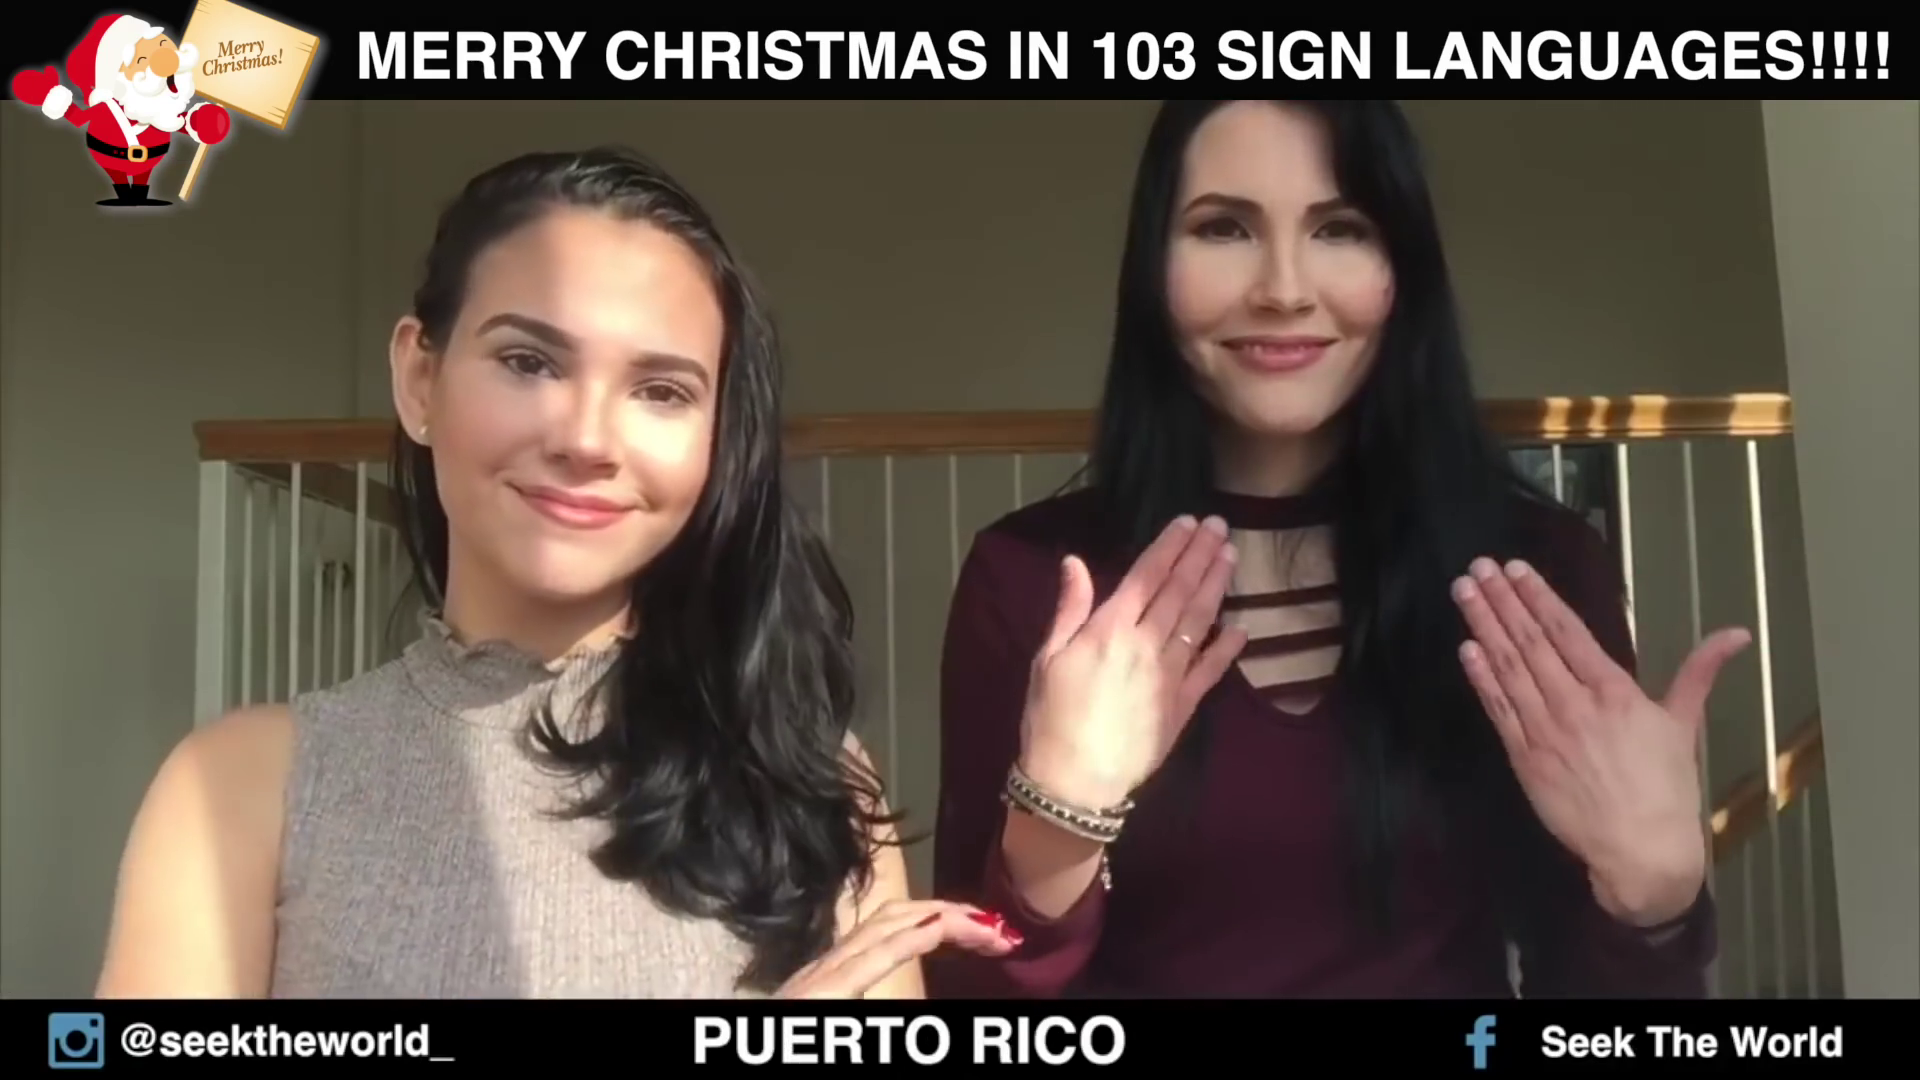 Merry
Christmas!
MERRY CHRISTMAS IN 103 SIGN LANGUAGES!!!!
@seektheworld_
PUERTO RICO
Seek The World